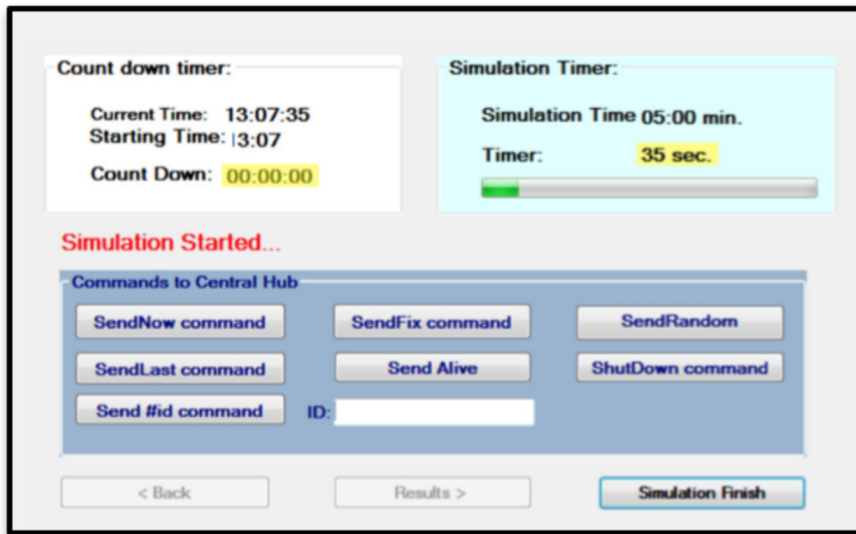 Count down timer:
Current Time: 13:07:35
Starting Time: 13:07
Count Down: 00:00:00
Simulation Timer:
Simulation Time 05:00 min.
Timer: 35 sec.
Simulation Started...
Commands to Central Hub
SendNow command
SendFix command
SendRandom
SendLast command
Send Alive
ShutDown command
Send #id command
ID:
< Back
Results >
Simulation Finish